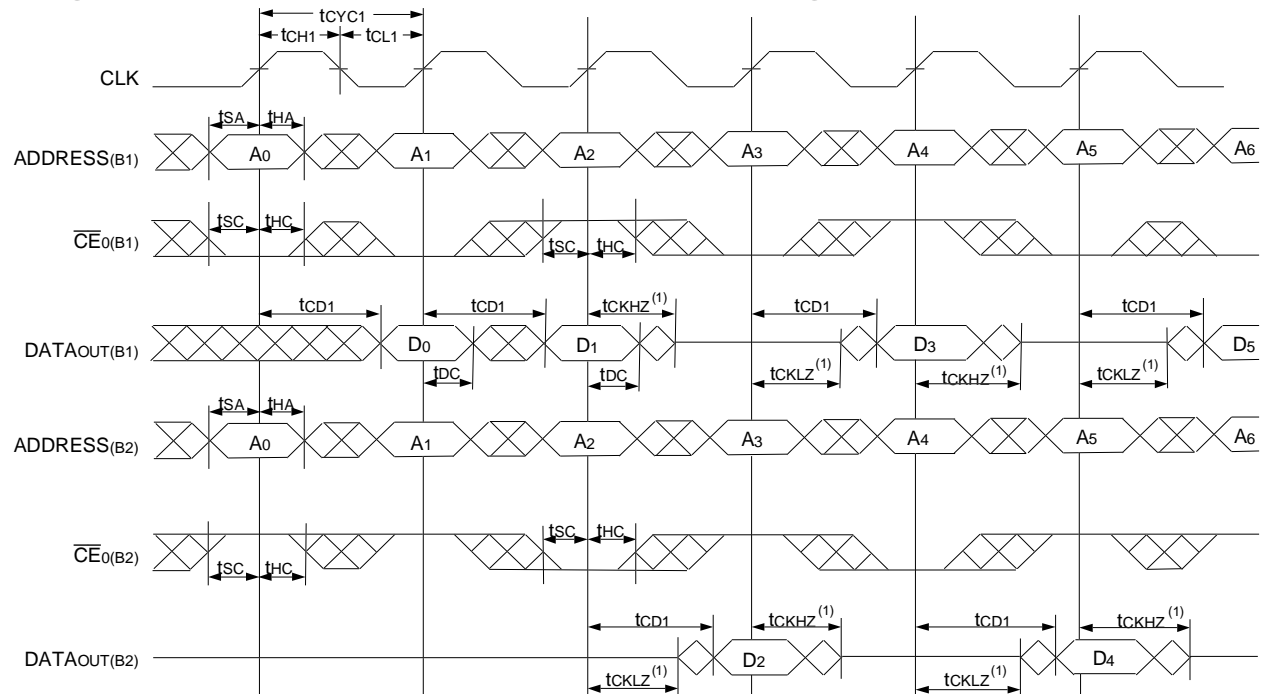 tCYC1
tCH1 tCL1
CLK
tSA tHA
ADDRESS(B1) A0 A1 A2 A3 A4 A5 A6
tSC tHC
CE0(B1)
tSC tHC
tCD1 tCD1 tCKHZ(1) tCD1 tCD1
DATAOUT(B1) D0 D1 D3 D5
tDC tDC tCKLZ(1) tCKHZ(1) tCKLZ(1)
tSA tHA
ADDRESS(B2) A0 A1 A2 A3 A4 A5 A6
tSC tHC
CE0(B2)
tSC tHC
tCD1 tCKHZ(1) tCD1 tCKHZ(1)
DATAOUT(B2) D2 D4
tCKLZ(1) tCKLZ(1)